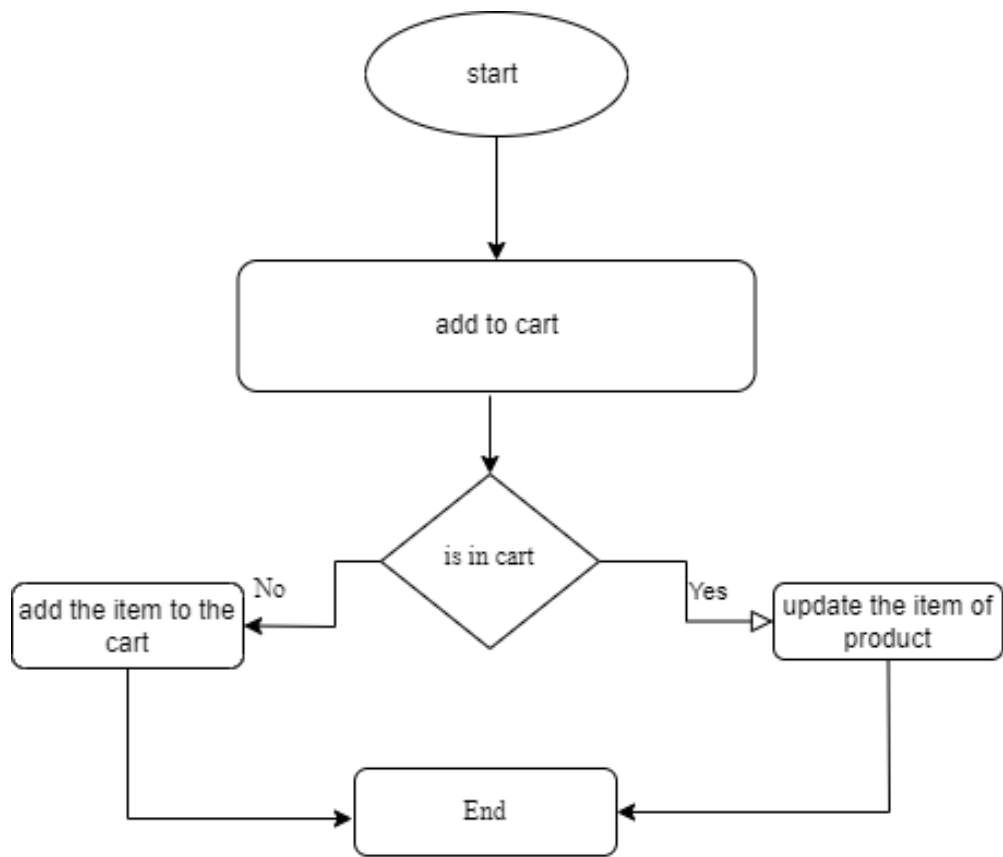 start
add to cart
is in cart
No
Yes
add the item to the
cart
update the item of
product
End